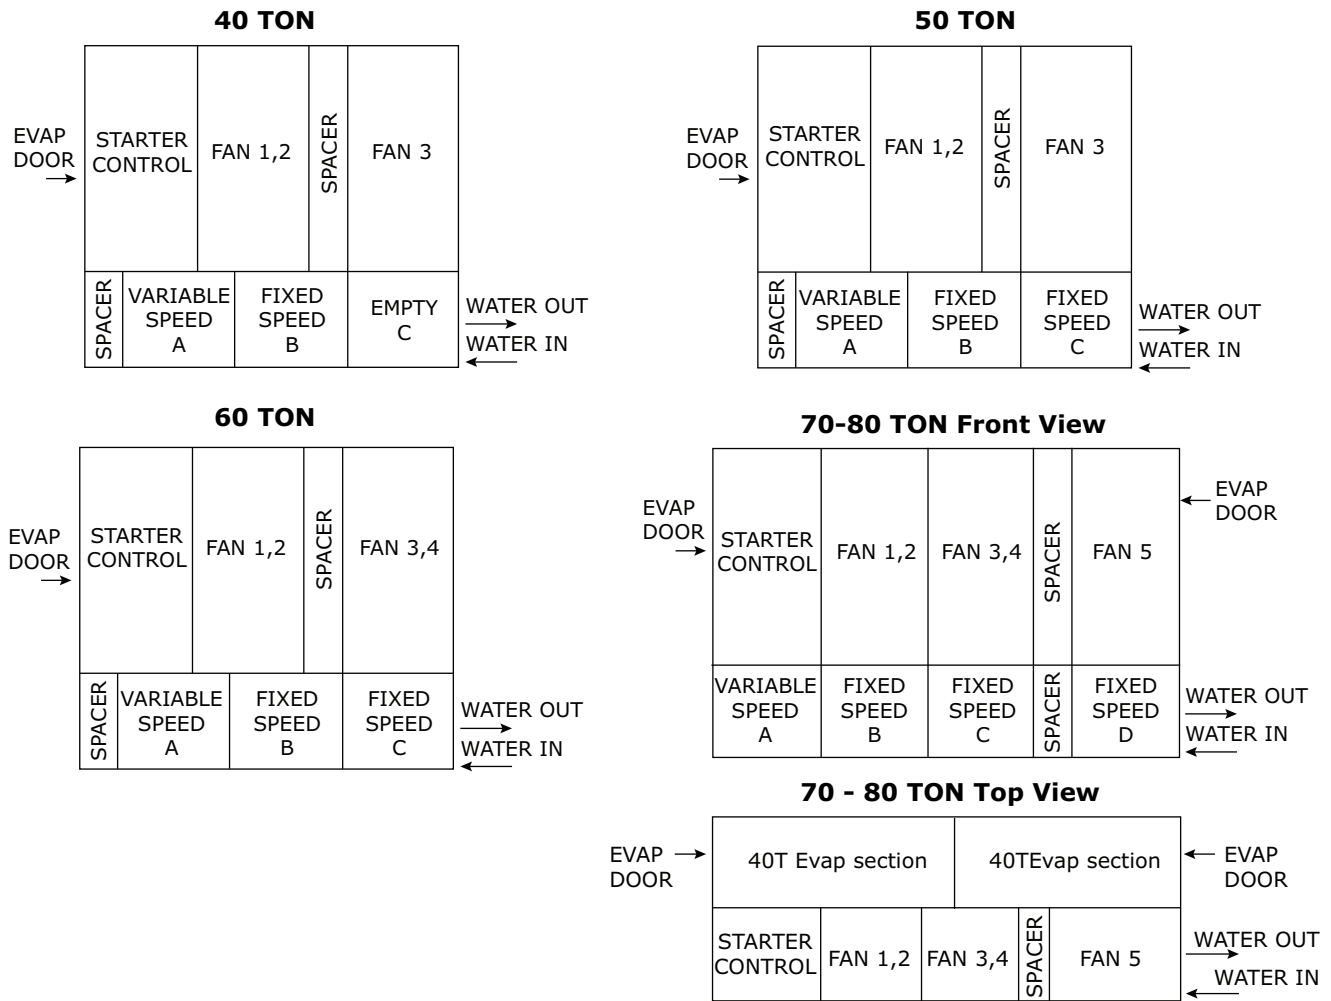 40 TON
EVAP
DOOR
STARTER
CONTROL
FAN 1,2
SPACER
FAN 3
SPACER
VARIABLE
SPEED
A
FIXED
SPEED
B
EMPTY
C
WATER OUT
WATER IN
50 TON
EVAP
DOOR
STARTER
CONTROL
FAN 1,2
SPACER
FAN 3
SPACER
VARIABLE
SPEED
A
FIXED
SPEED
B
FIXED
SPEED
C
WATER OUT
WATER IN
60 TON
EVAP
DOOR
STARTER
CONTROL
FAN 1,2
SPACER
FAN 3,4
SPACER
VARIABLE
SPEED
A
FIXED
SPEED
B
FIXED
SPEED
C
WATER OUT
WATER IN
70-80 TON Front View
EVAP
DOOR
STARTER
CONTROL
FAN 1,2
FAN 3,4
SPACER
FAN 5
EVAP
DOOR
VARIABLE
SPEED
A
FIXED
SPEED
B
FIXED
SPEED
C
SPACER
FIXED
SPEED
D
WATER OUT
WATER IN
70 - 80 TON Top View
EVAP
DOOR
40T Evap section
40TEvap section
EVAP
DOOR
STARTER
CONTROL
FAN 1,2
FAN 3,4
SPACER
FAN 5
WATER OUT
WATER IN